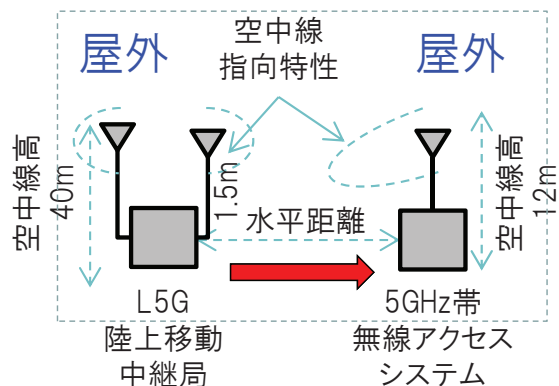 屋外
空中線
指向特性
屋外
空中線高
40m
1.5m
水平距離
空中線高
12m
L5G
陸上移動
中継局
5GHz帯
無線アクセス
システム